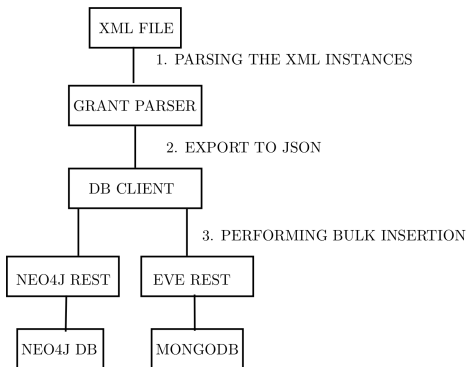 XML FILE
1. PARSING THE XML INSTANCES
GRANT PARSER
2. EXPORT TO JSON
DB CLIENT
3. PERFORMING BULK INSERTION
NEO4J REST
EVE REST
NEO4J DB
MONGODB